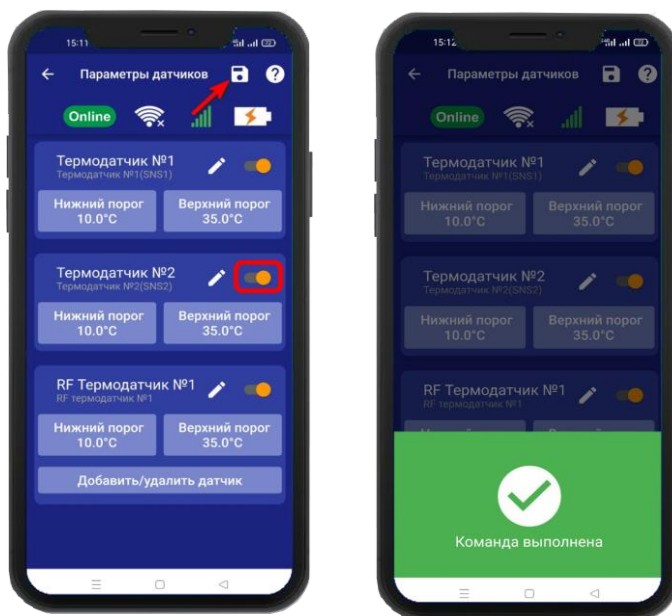 15:11
Параметры датчиков
Online
Термодатчик №1
Термодатчик №1(SNS1)
Нижний порог
10.0°C
Верхний порог
35.0°C
Термодатчик №2
Термодатчик №2(SNS2)
Нижний порог
10.0°C
Верхний порог
35.0°C
RF Термодатчик №1
RF термодатчик №1
Нижний порог
10.0°C
Верхний порог
35.0°C
Добавить/удалить датчик
15:12
Параметры датчиков
Online
Термодатчик №1
Термодатчик №1(SNS1)
Нижний порог
10.0°C
Верхний порог
35.0°C
Термодатчик №2
Термодатчик №2(SNS2)
Нижний порог
10.0°C
Верхний порог
35.0°C
RF Термодатчик №1
RF термодатчик №1
Команда выполнена